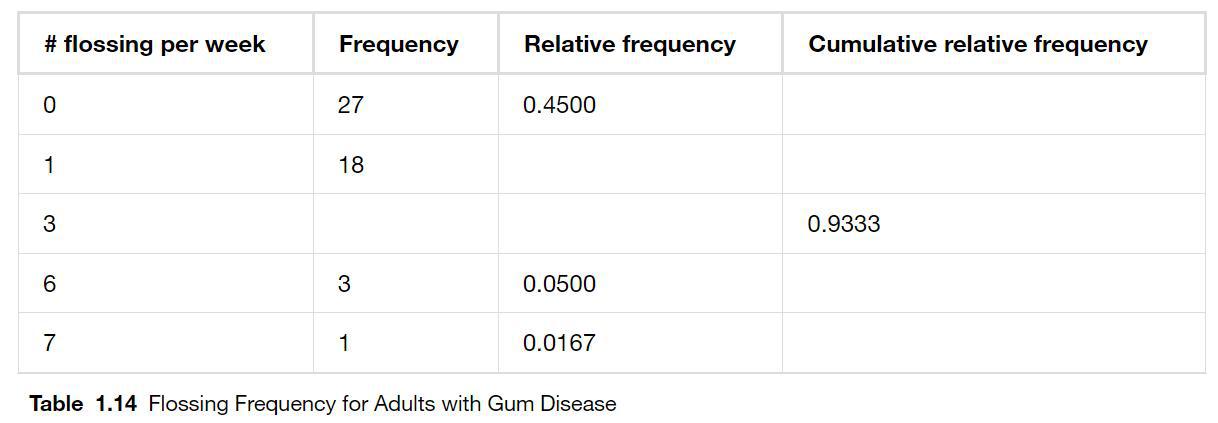 # flossing per week Frequency Relative frequency Cumulative relative frequency
0 27 0.4500
1 18
3 0.9333
6 3 0.0500
7 1 0.0167
Table 1.14 Flossing Frequency for Adults with Gum Disease